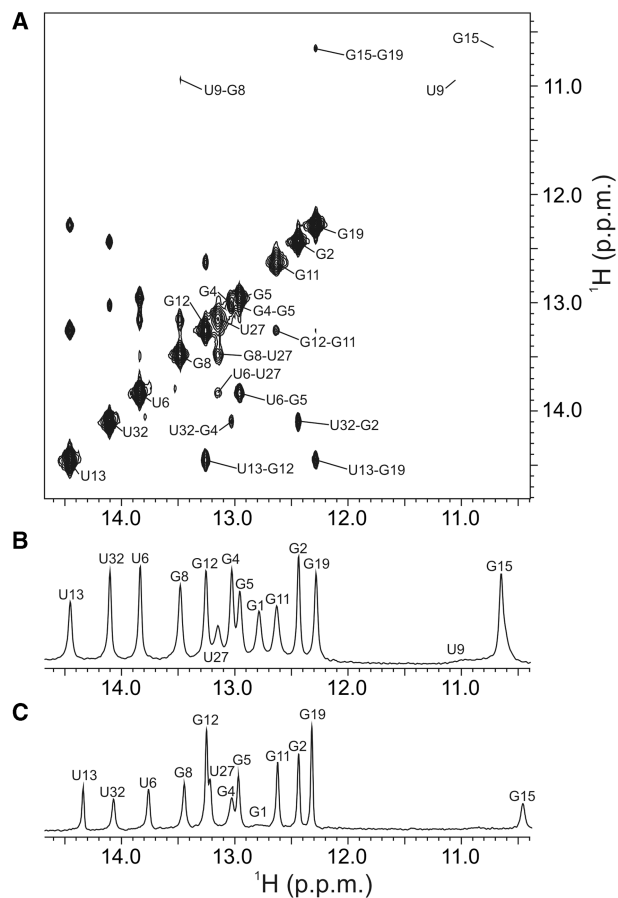 A
G15
G15-G19
U9-G8
U9
11.0
12.0
G19
G2
G11
G4
G5
13.0
G12
G4-G5
U27
G12-G11
G8
G8-U27
U6-U27
U6
U6-G5
14.0
U32
U32-G4
U32-G2
U13
U13-G12
U13-G19
¹H (p.p.m.)
14.0 13.0 12.0 11.0
B
U13
U32
U6
G8
G12
U27
G4
G5
G1
G11
G2
G19
U9
G15
14.0 13.0 12.0 11.0
C
U13
U32
U6
G8
G12
U27
G4
G5
G1
G11
G2
G19
G15
14.0 13.0 12.0 11.0
¹H (p.p.m.)